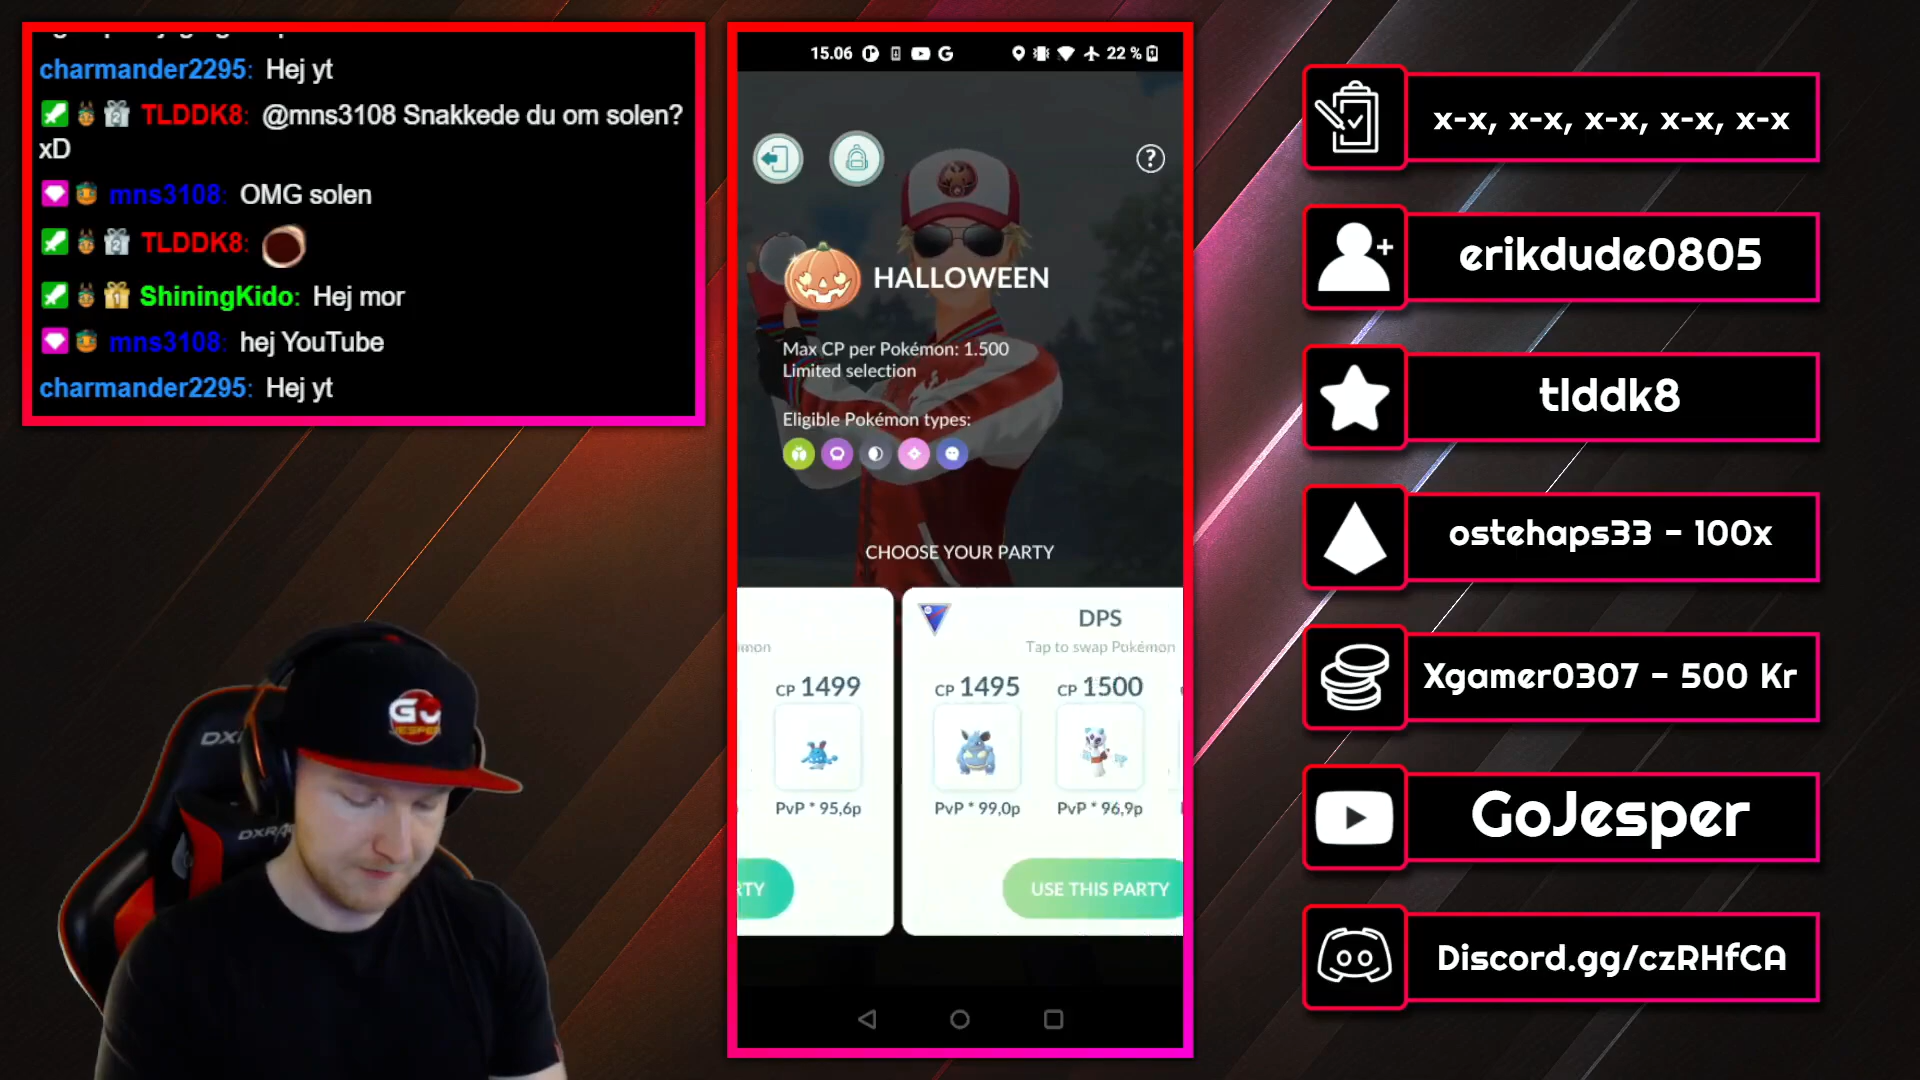 charmander2295: Hej yt
TLDDK8: @mns3108 Snakkede du om solen?
xD
mns3108: OMG solen
TLDDK8:
ShiningKido: Hej mor
mns3108: hej YouTube
charmander2295: Hej yt
15.06
22 %
HALLOWEEN
Max CP per Pokémon: 1.500
Limited selection
Eligible Pokémon types:
CHOOSE YOUR PARTY
CP 1499
PvP * 95,6p
DPS
Tap to swap Pokémon
CP 1495
CP 1500
PvP * 99,0p
PvP * 96,9p
USE THIS PARTY
x-x, x-x, x-x, x-x, x-x
erikdude0805
tlddk8
ostehaps33 - 100x
Xgamer0307 - 500 Kr
GoJesper
Discord.gg/czRHfCA
GO
JESPER